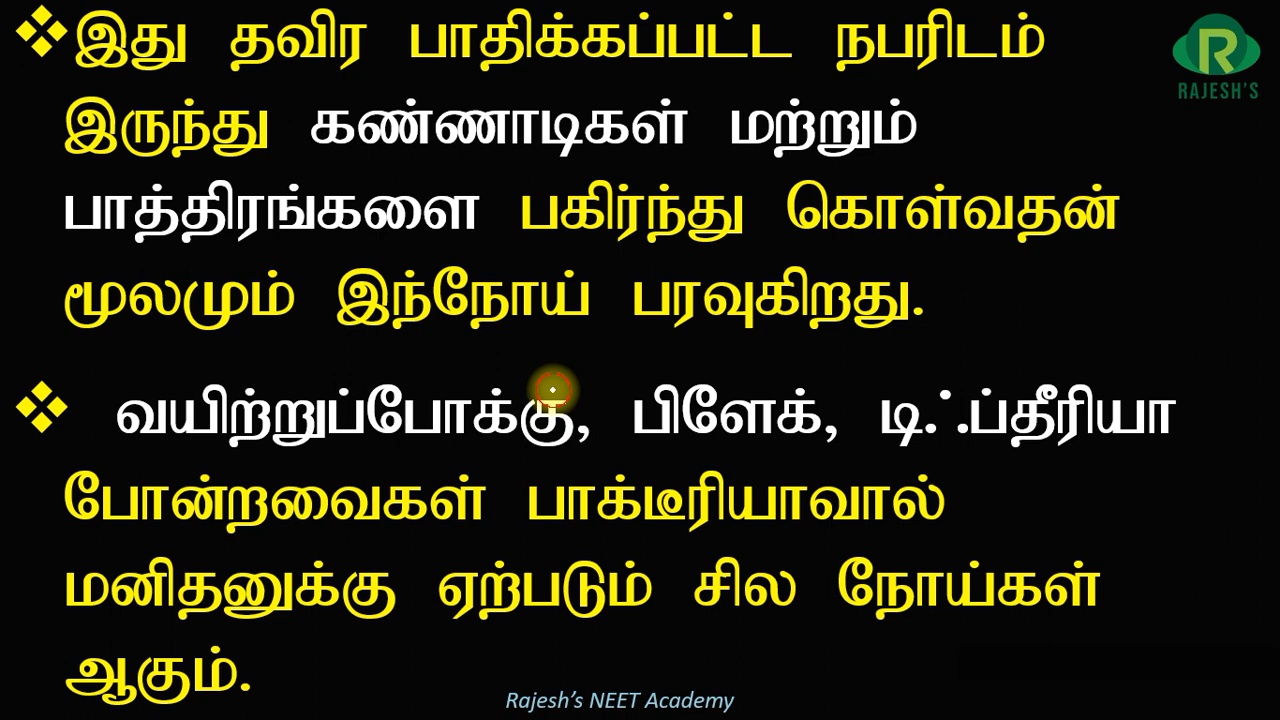 ❖இது தவிர பாதிக்கப்பட்ட நபரிடம்
இருந்து கண்ணாடிகள் மற்றும்
பாத்திரங்களை பகிர்ந்து கொள்வதன்
மூலமும் இந்நோய் பரவுகிறது.
❖ வயிற்றுப்போக்கு, பிளேக், டிஃப்தீரியா
போன்றவைகள் பாக்டீரியாவால்
மனிதனுக்கு ஏற்படும் சில நோய்கள்
ஆகும்.
R
RAJESH'S
Rajesh's NEET Academy